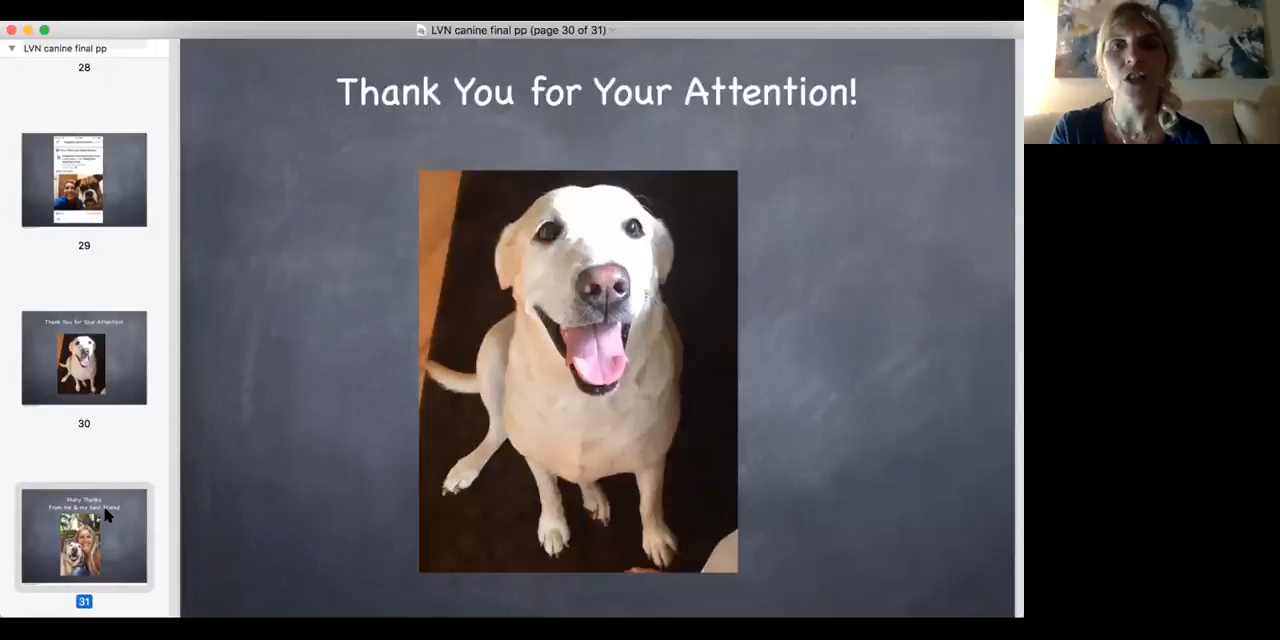 LVN canine final pp (page 30 of 31)
LVN canine final pp
28
29
Thank You for Your Attention!
30
Many Thanks
from me & my best friend
31
Thank You for Your Attention!